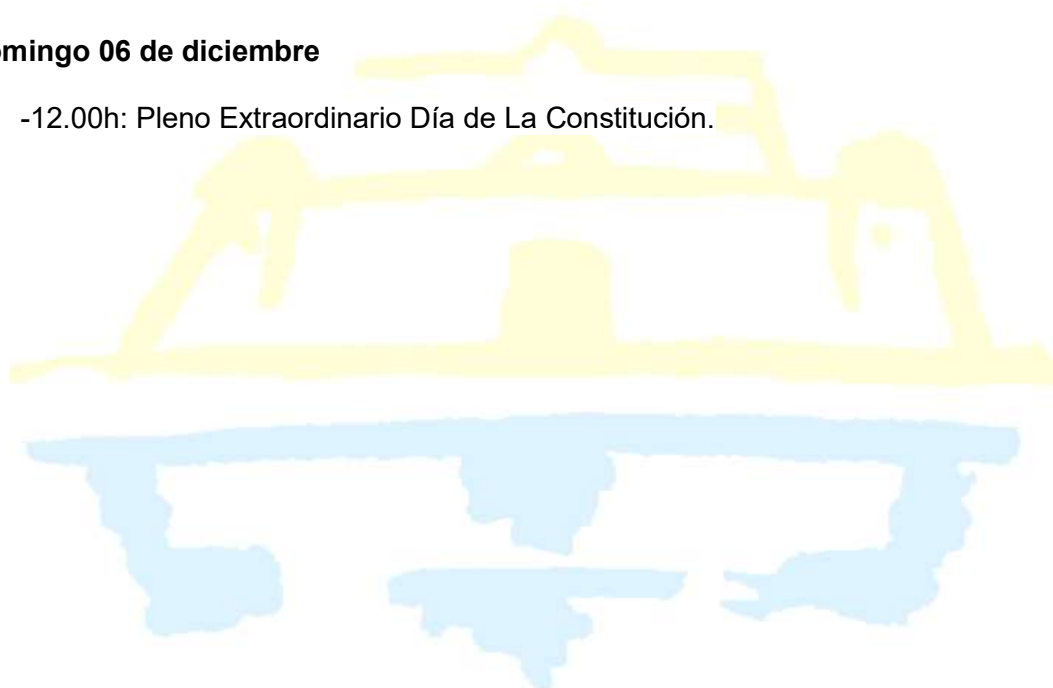 omingo 06 de diciembre
-12.00h: Pleno Extraordinario Día de La Constitución.